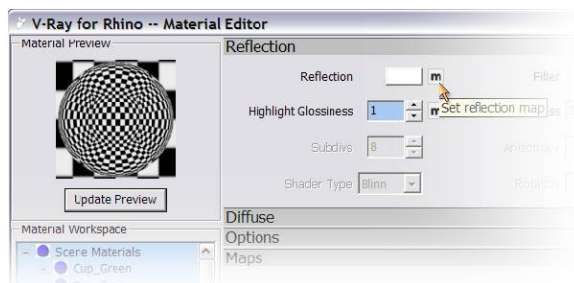 V-Ray for Rhino -- Material Editor
Material Preview
Reflection
Reflection m Filter
Highlight Glossiness 1 m Set reflection map
Subdivs 8 Anisotropy
Shader Type Blinn Rotation
Update Preview
Diffuse
Material Workspace
Options
Scene Materials
Maps
Cup_Green